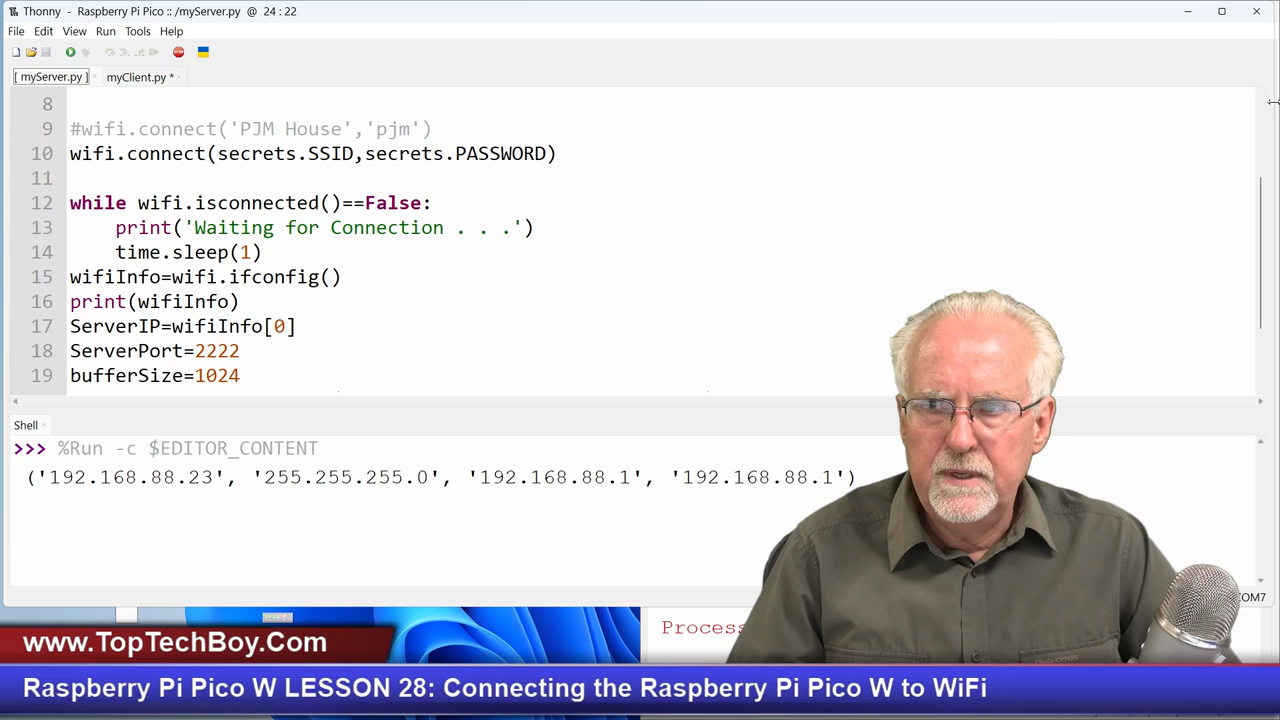 Thonny - Raspberry Pi Pico :: /myServer.py @ 24 : 22
File Edit View Run Tools Help
[ myServer.py ] myClient.py *
8
9 #wifi.connect('PJM House','pjm')
10 wifi.connect(secrets.SSID,secrets.PASSWORD)
11
12 while wifi.isconnected()==False:
13 print('Waiting for Connection . . .')
14 time.sleep(1)
15 wifiInfo=wifi.ifconfig()
16 print(wifiInfo)
17 ServerIP=wifiInfo[0]
18 ServerPort=2222
19 bufferSize=1024
Shell
>>> %Run -c $EDITOR_CONTENT
('192.168.88.23', '255.255.255.0', '192.168.88.1', '192.168.88.1')
COM7
Process
www.TopTechBoy.Com
Raspberry Pi Pico W LESSON 28: Connecting the Raspberry Pi Pico W to WiFi